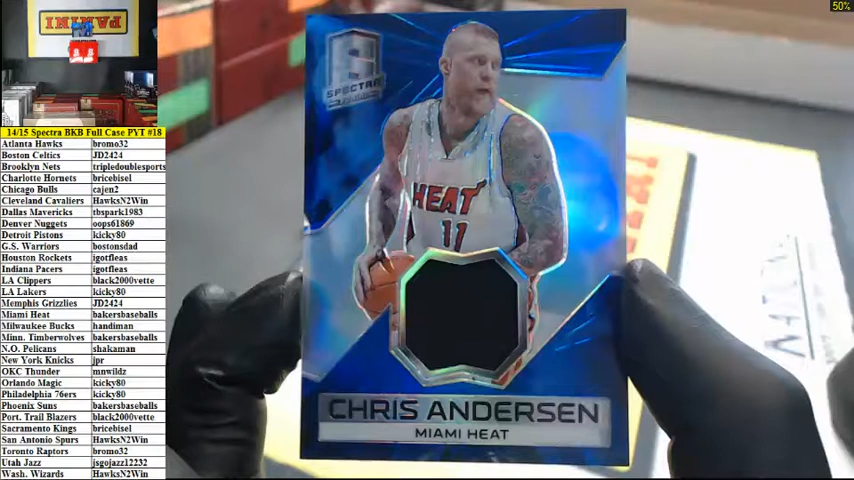 50%
PANINI
14/15 Spectra BKB Full Case PYT #18
Atlanta Hawks bromo32
Boston Celtics JD2424
Brooklyn Nets tripledoublesports
Charlotte Hornets bricebisel
Chicago Bulls cajen2
Cleveland Cavaliers HawksN2Win
Dallas Mavericks tbspark1983
Denver Nuggets oops61869
Detroit Pistons kicky80
G.S. Warriors bostonsdad
Houston Rockets igotfleas
Indiana Pacers igotfleas
LA Clippers black2000vette
LA Lakers kicky80
Memphis Grizzlies JD2424
Miami Heat bakersbaseballs
Milwaukee Bucks handiman
Minn. Timberwolves bakersbaseballs
N.O. Pelicans shakaman
New York Knicks jpr
OKC Thunder mnwildz
Orlando Magic kicky80
Philadelphia 76ers kicky80
Phoenix Suns bakersbaseballs
Port. Trail Blazers black2000vette
Sacramento Kings bricebisel
San Antonio Spurs HawksN2Win
Toronto Raptors bromo32
Utah Jazz jsgojazz12232
Wash. Wizards HawksN2Win
SPECTRA
HEAT
11
CHRIS ANDERSEN
MIAMI HEAT